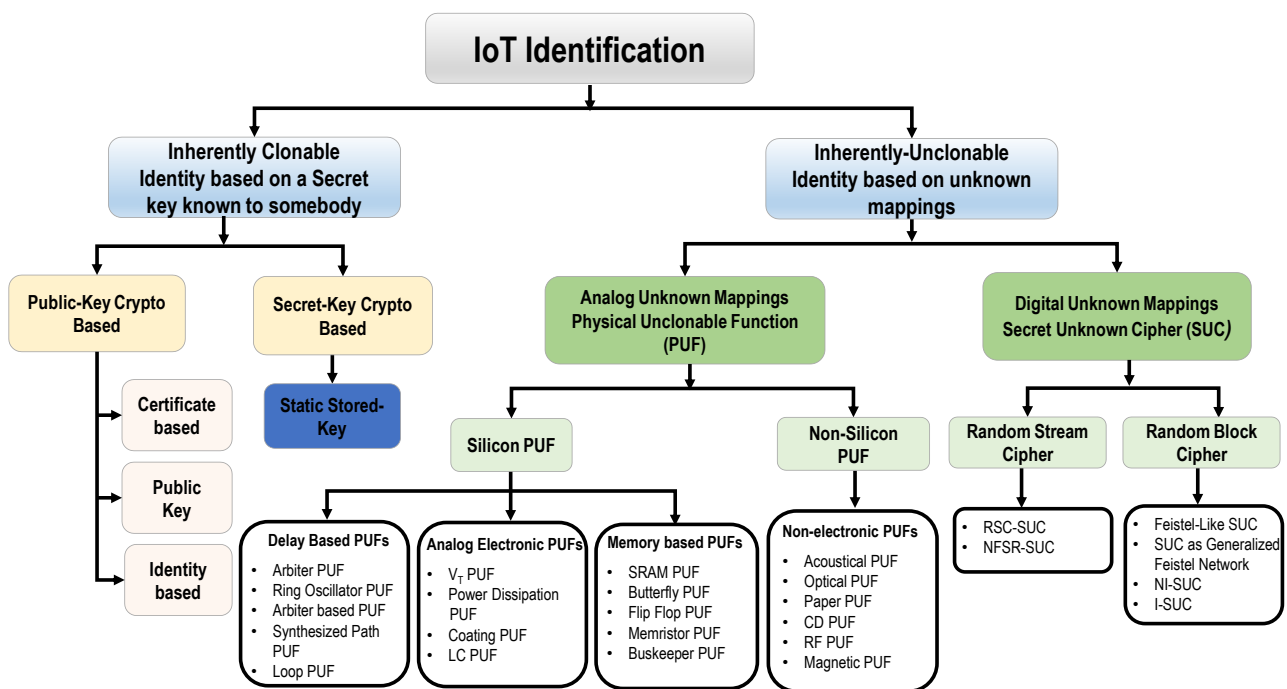 IoT Identification
Inherently Clonable
Identity based on a Secret
key known to somebody
Inherently-Unclonable
Identity based on unknown
mappings
Public-Key Crypto
Based
Secret-Key Crypto
Based
Analog Unknown Mappings
Physical Unclonable Function
(PUF)
Digital Unknown Mappings
Secret Unknown Cipher (SUC)
Certificate
based
Public
Key
Identity
based
Static Stored-
Key
Silicon PUF
Non-Silicon
PUF
Random Stream
Cipher
Random Block
Cipher
Delay Based PUFs
• Arbiter PUF
• Ring Oscillator PUF
• Arbiter based PUF
• Synthesized Path
PUF
• Loop PUF
Analog Electronic PUFs
• VT PUF
• Power Dissipation
PUF
• Coating PUF
• LC PUF
Memory based PUFs
• SRAM PUF
• Butterfly PUF
• Flip Flop PUF
• Memristor PUF
• Buskeeper PUF
Non-electronic PUFs
• Acoustical PUF
• Optical PUF
• Paper PUF
• CD PUF
• RF PUF
• Magnetic PUF
• RSC-SUC
• NFSR-SUC
• Feistel-Like SUC
• SUC as Generalized
Feistel Network
• NI-SUC
• I-SUC